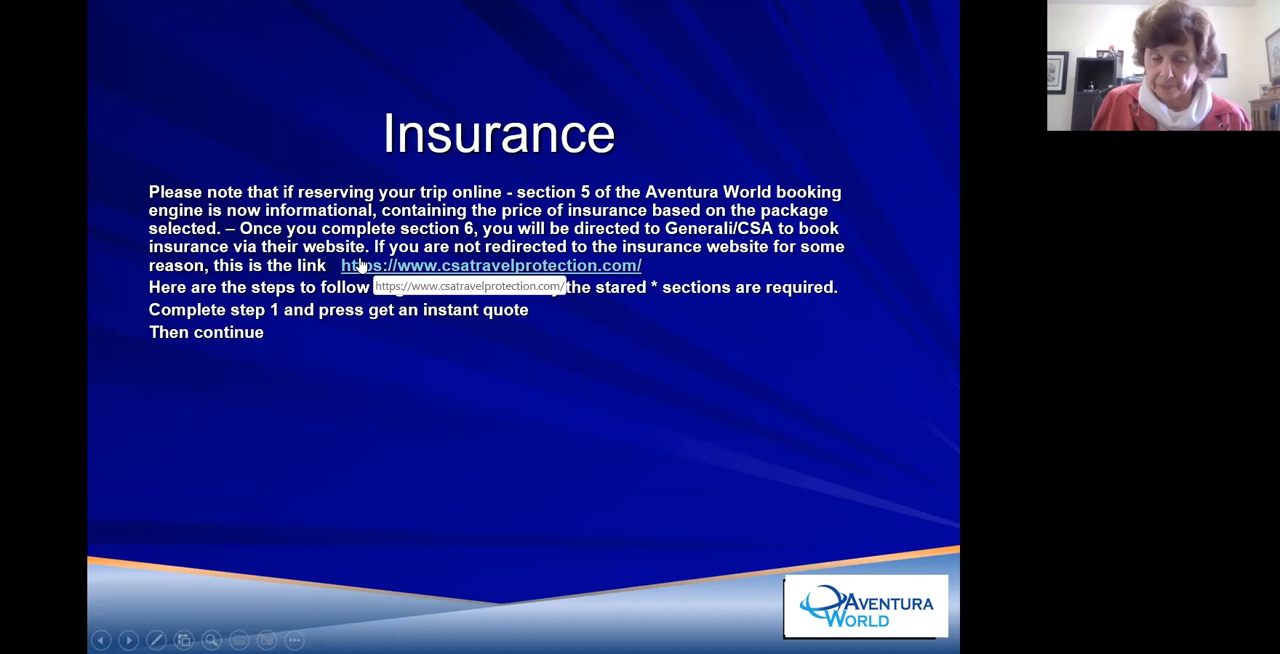 Insurance
Please note that if reserving your trip online - section 5 of the Aventura World booking
engine is now informational, containing the price of insurance based on the package
selected. – Once you complete section 6, you will be directed to Generali/CSA to book
insurance via their website. If you are not redirected to the insurance website for some
reason, this is the link https://www.csatravelprotection.com/
Here are the steps to follow the stared * sections are required.
https://www.csatravelprotection.com/
Complete step 1 and press get an instant quote
Then continue
AVENTURA
WORLD